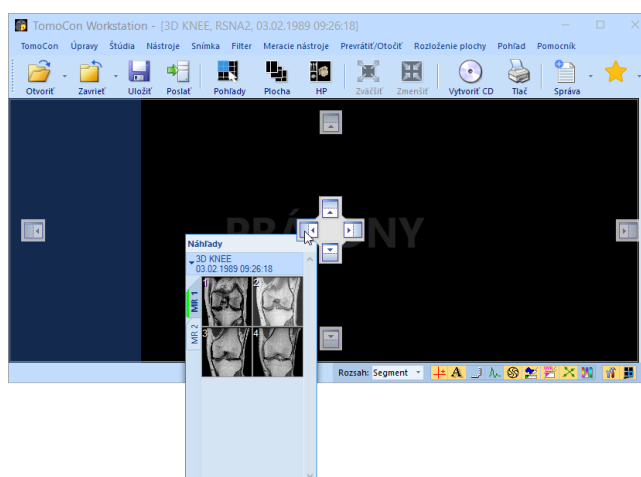 TomoCon Workstation - [3D KNEE, RSNA2, 03.02.1989 09:26:18]
TomoCon Úpravy Štúdia Nástroje Snímka Filter Meracie nástroje Prevrátiť/Otočiť Rozloženie plochy Pohľad Pomocník
Otvoriť Zavrieť Uložiť Poslať Pohľady Plocha HP Zväčšiť Zmenšiť Vytvoriť CD Tlač Správa
Náhľady
3D KNEE
03.02.1989 09:26:18
MR 1
MR 2
1 2
3 4
Rozsah: Segment